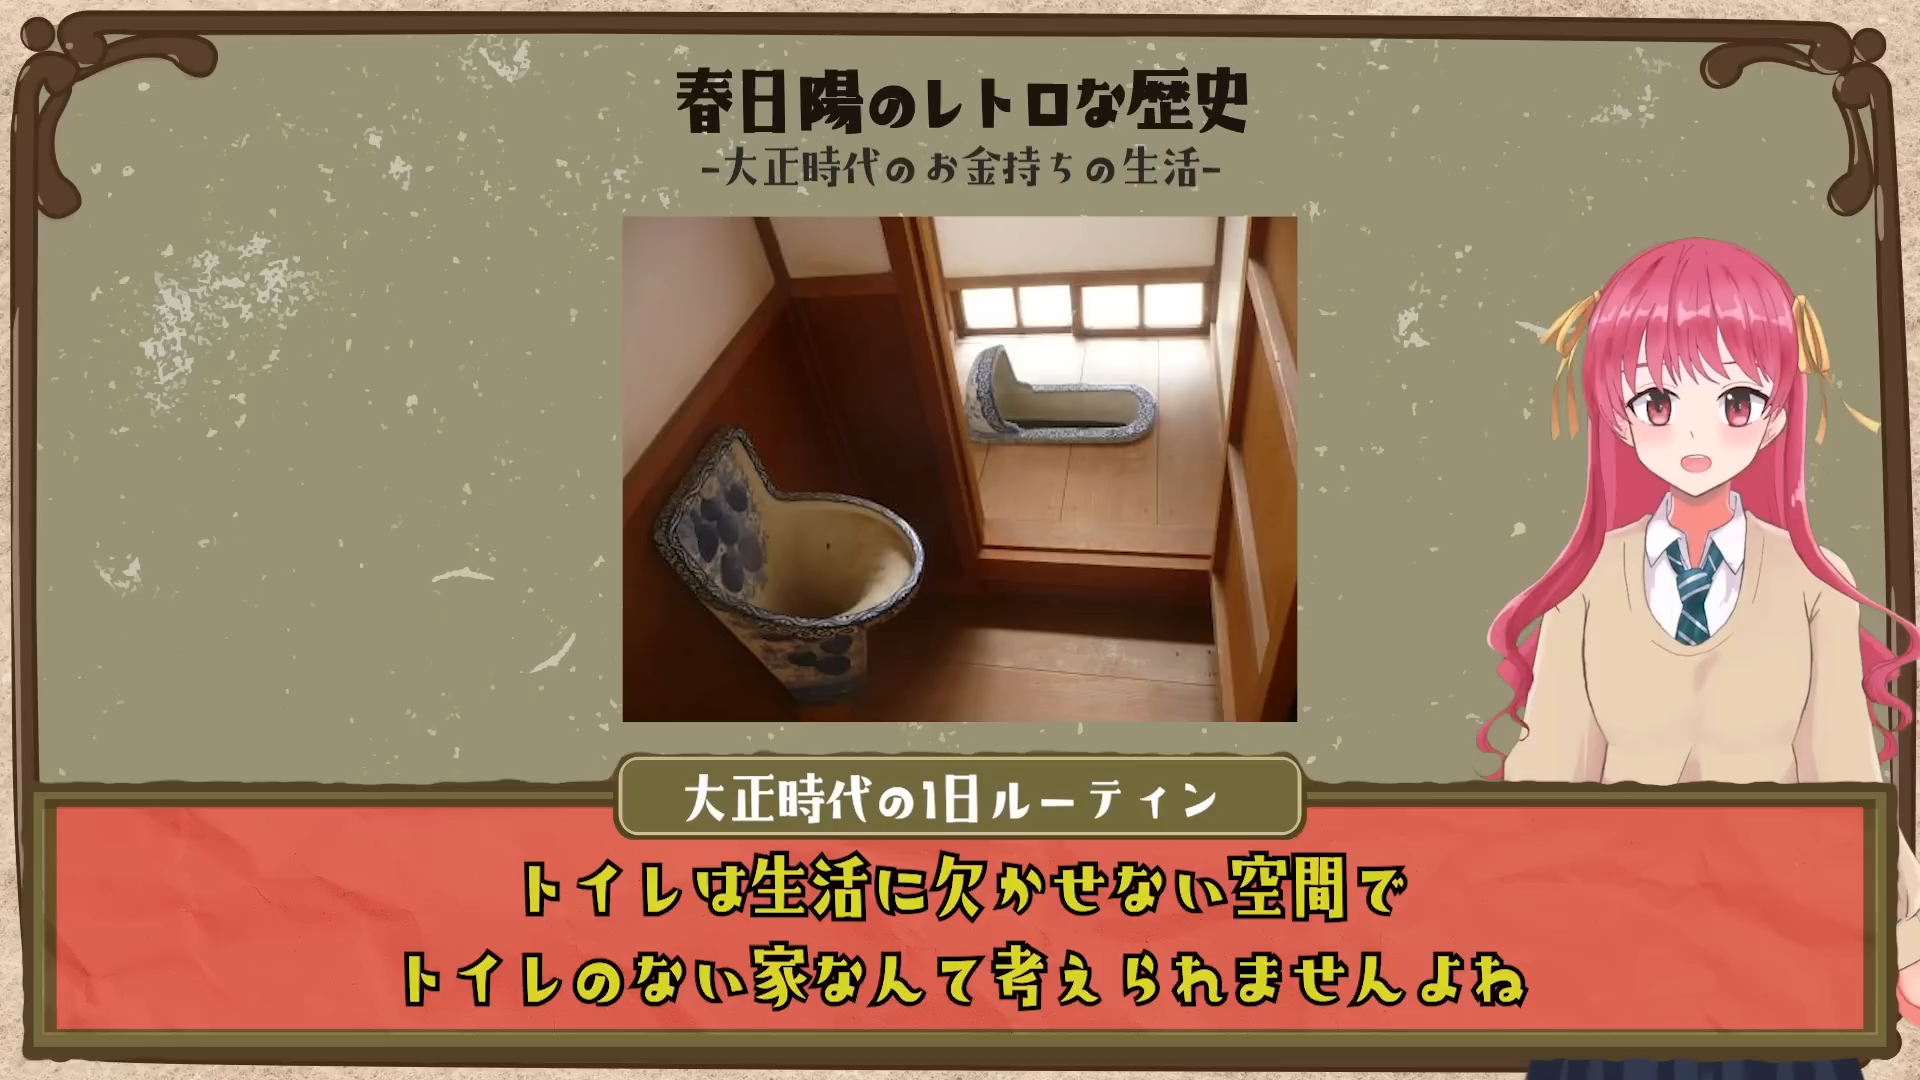 春日陽のレトロな歴史
-大正時代のお金持ちの生活-
大正時代の1日ルーティン
トイレは生活に欠かせない空間で
トイレのない家なんて考えられませんよね